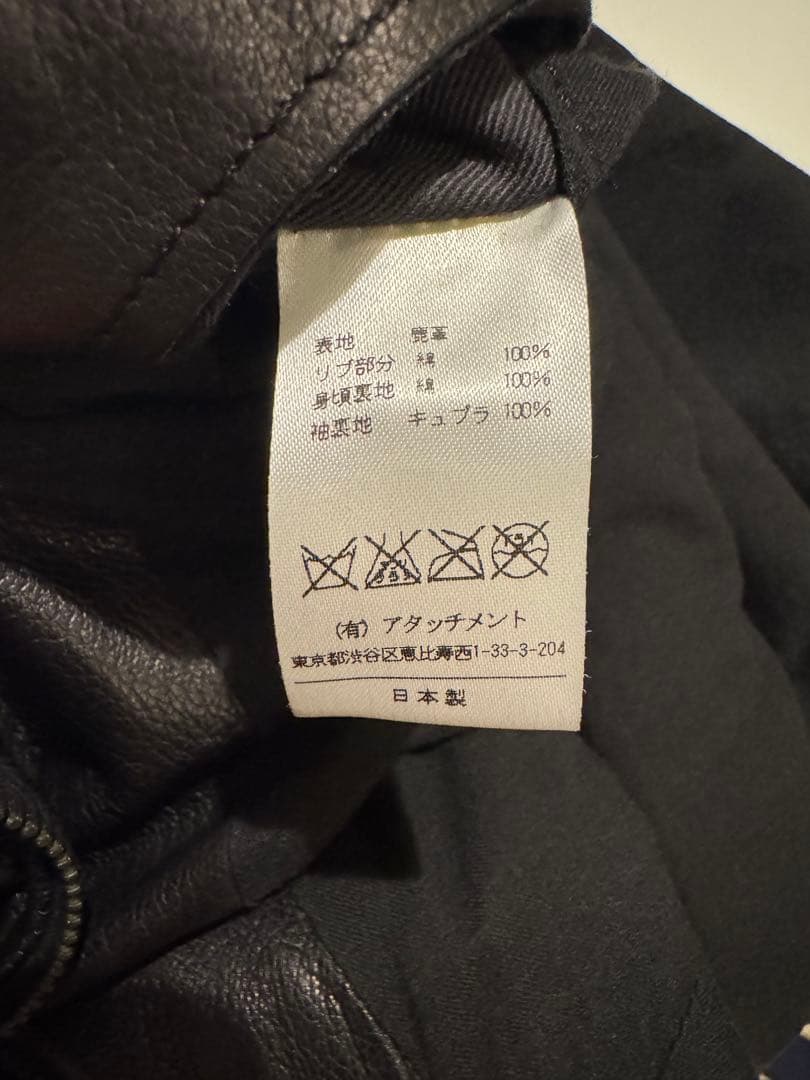 表地 鹿革
リブ部分 綿 100%
身頃裏地 綿 100%
袖裏地 キュプラ 100%
(有) アタッチメント
東京都渋谷区恵比寿西1-33-3-204
日本製